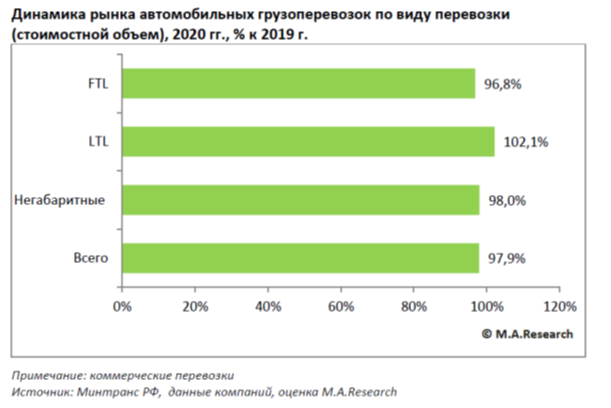 Динамика рынка автомобильных грузоперевозок по виду перевозки
(стоимостной объем), 2020 гг., % к 2019 г.
FTL
96,8%
LTL
102,1%
Негабаритные
98,0%
Всего
97,9%
0%
20%
40%
60%
80%
100%
120%
© M.A.Research
Примечание: коммерческие перевозки
Источник: Минтранс РФ, данные компаний, оценка M.A.Research